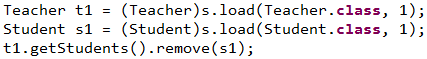 Teacher t1 = (Teacher)s.load(Teacher.class, 1);
Student s1 = (Student)s.load(Student.class, 1);
t1.getStudents().remove(s1);